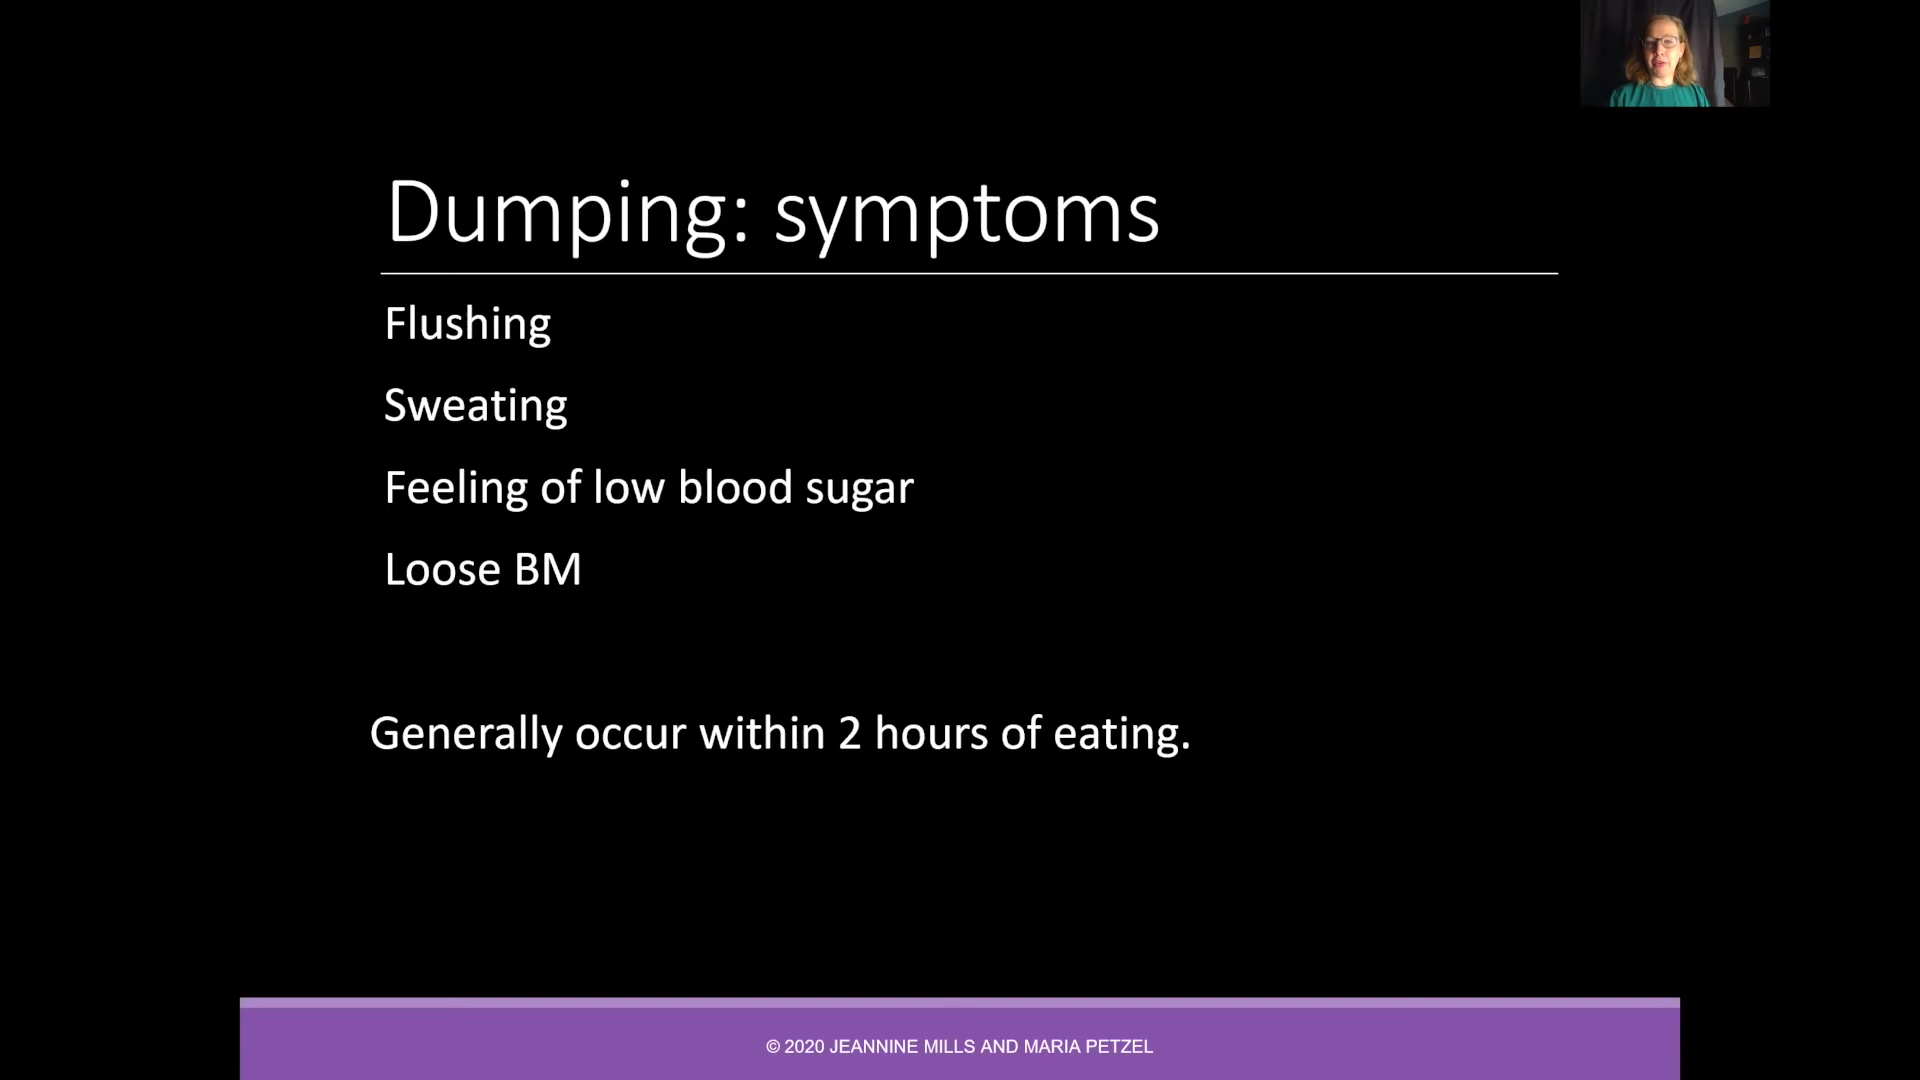 Dumping: symptoms
Flushing
Sweating
Feeling of low blood sugar
Loose BM
Generally occur within 2 hours of eating.
© 2020 JEANNINE MILLS AND MARIA PETZEL